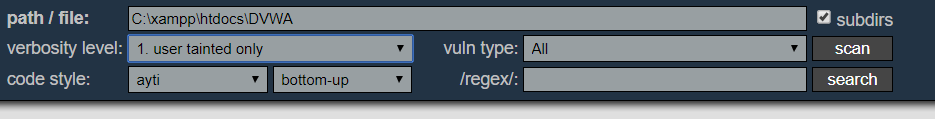 path / file: C:\xampp\htdocs\DVWA subdirs
verbosity level: 1. user tainted only vuln type: All scan
code style: ayti bottom-up /regex/: search